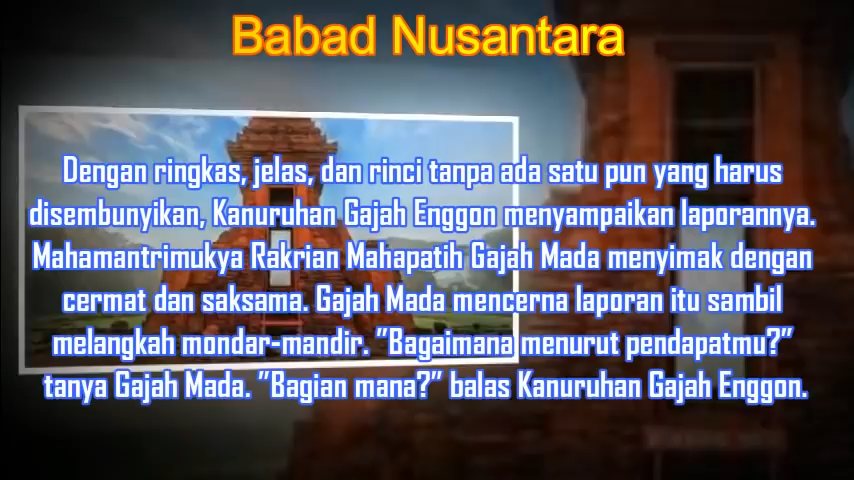 Babad Nusantara
Dengan ringkas, jelas, dan rinci tanpa ada satu pun yang harus
disembunyikan, Kanuruhan Gajah Enggon menyampaikan laporannya.
Mahamantrimukya Rakrian Mahapatih Gajah Mada menyimak dengan
cermat dan saksama. Gajah Mada mencerna laporan itu sambil
melangkah mondar-mandir. ”Bagaimana menurut pendapatmu?”
tanya Gajah Mada. ”Bagian mana?” balas Kanuruhan Gajah Enggon.